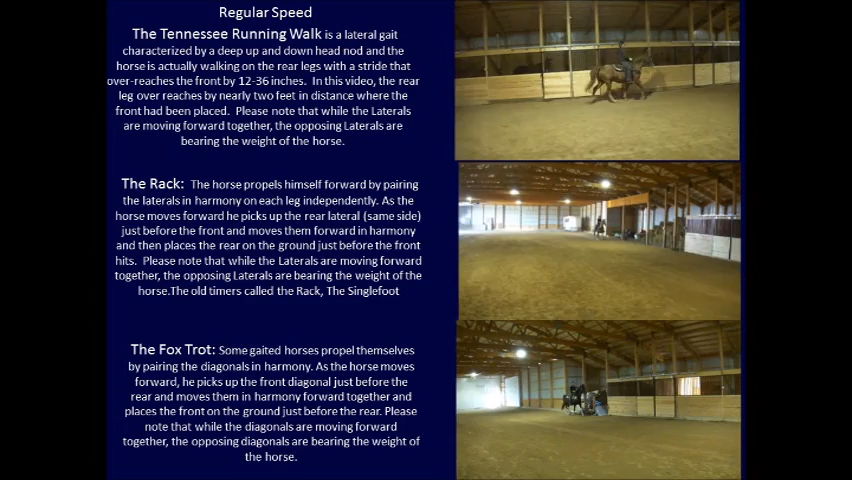 Regular Speed
The Tennessee Running Walk is a lateral gait
characterized by a deep up and down head nod and the
horse is actually walking on the rear legs with a stride that
over-reaches the front by 12-36 inches.  In this video, the rear
leg over reaches by nearly two feet in distance where the
front had been placed.  Please note that while the Laterals
are moving forward together, the opposing Laterals are
bearing the weight of the horse.
The Rack:  The horse propels himself forward by pairing
the laterals in harmony on each leg independently. As the
horse moves forward he picks up the rear lateral (same side)
just before the front and moves them forward in harmony
and then places the rear on the ground just before the front
hits.  Please note that while the Laterals are moving forward
together, the opposing Laterals are bearing the weight of the
horse.The old timers called the Rack, The Singlefoot
The Fox Trot: Some gaited horses propel themselves
by pairing the diagonals in harmony. As the horse moves
forward, he picks up the front diagonal just before the
rear and moves them in harmony forward together and
places the front on the ground just before the rear. Please
note that while the diagonals are moving forward
together, the opposing diagonals are bearing the weight of
the horse.